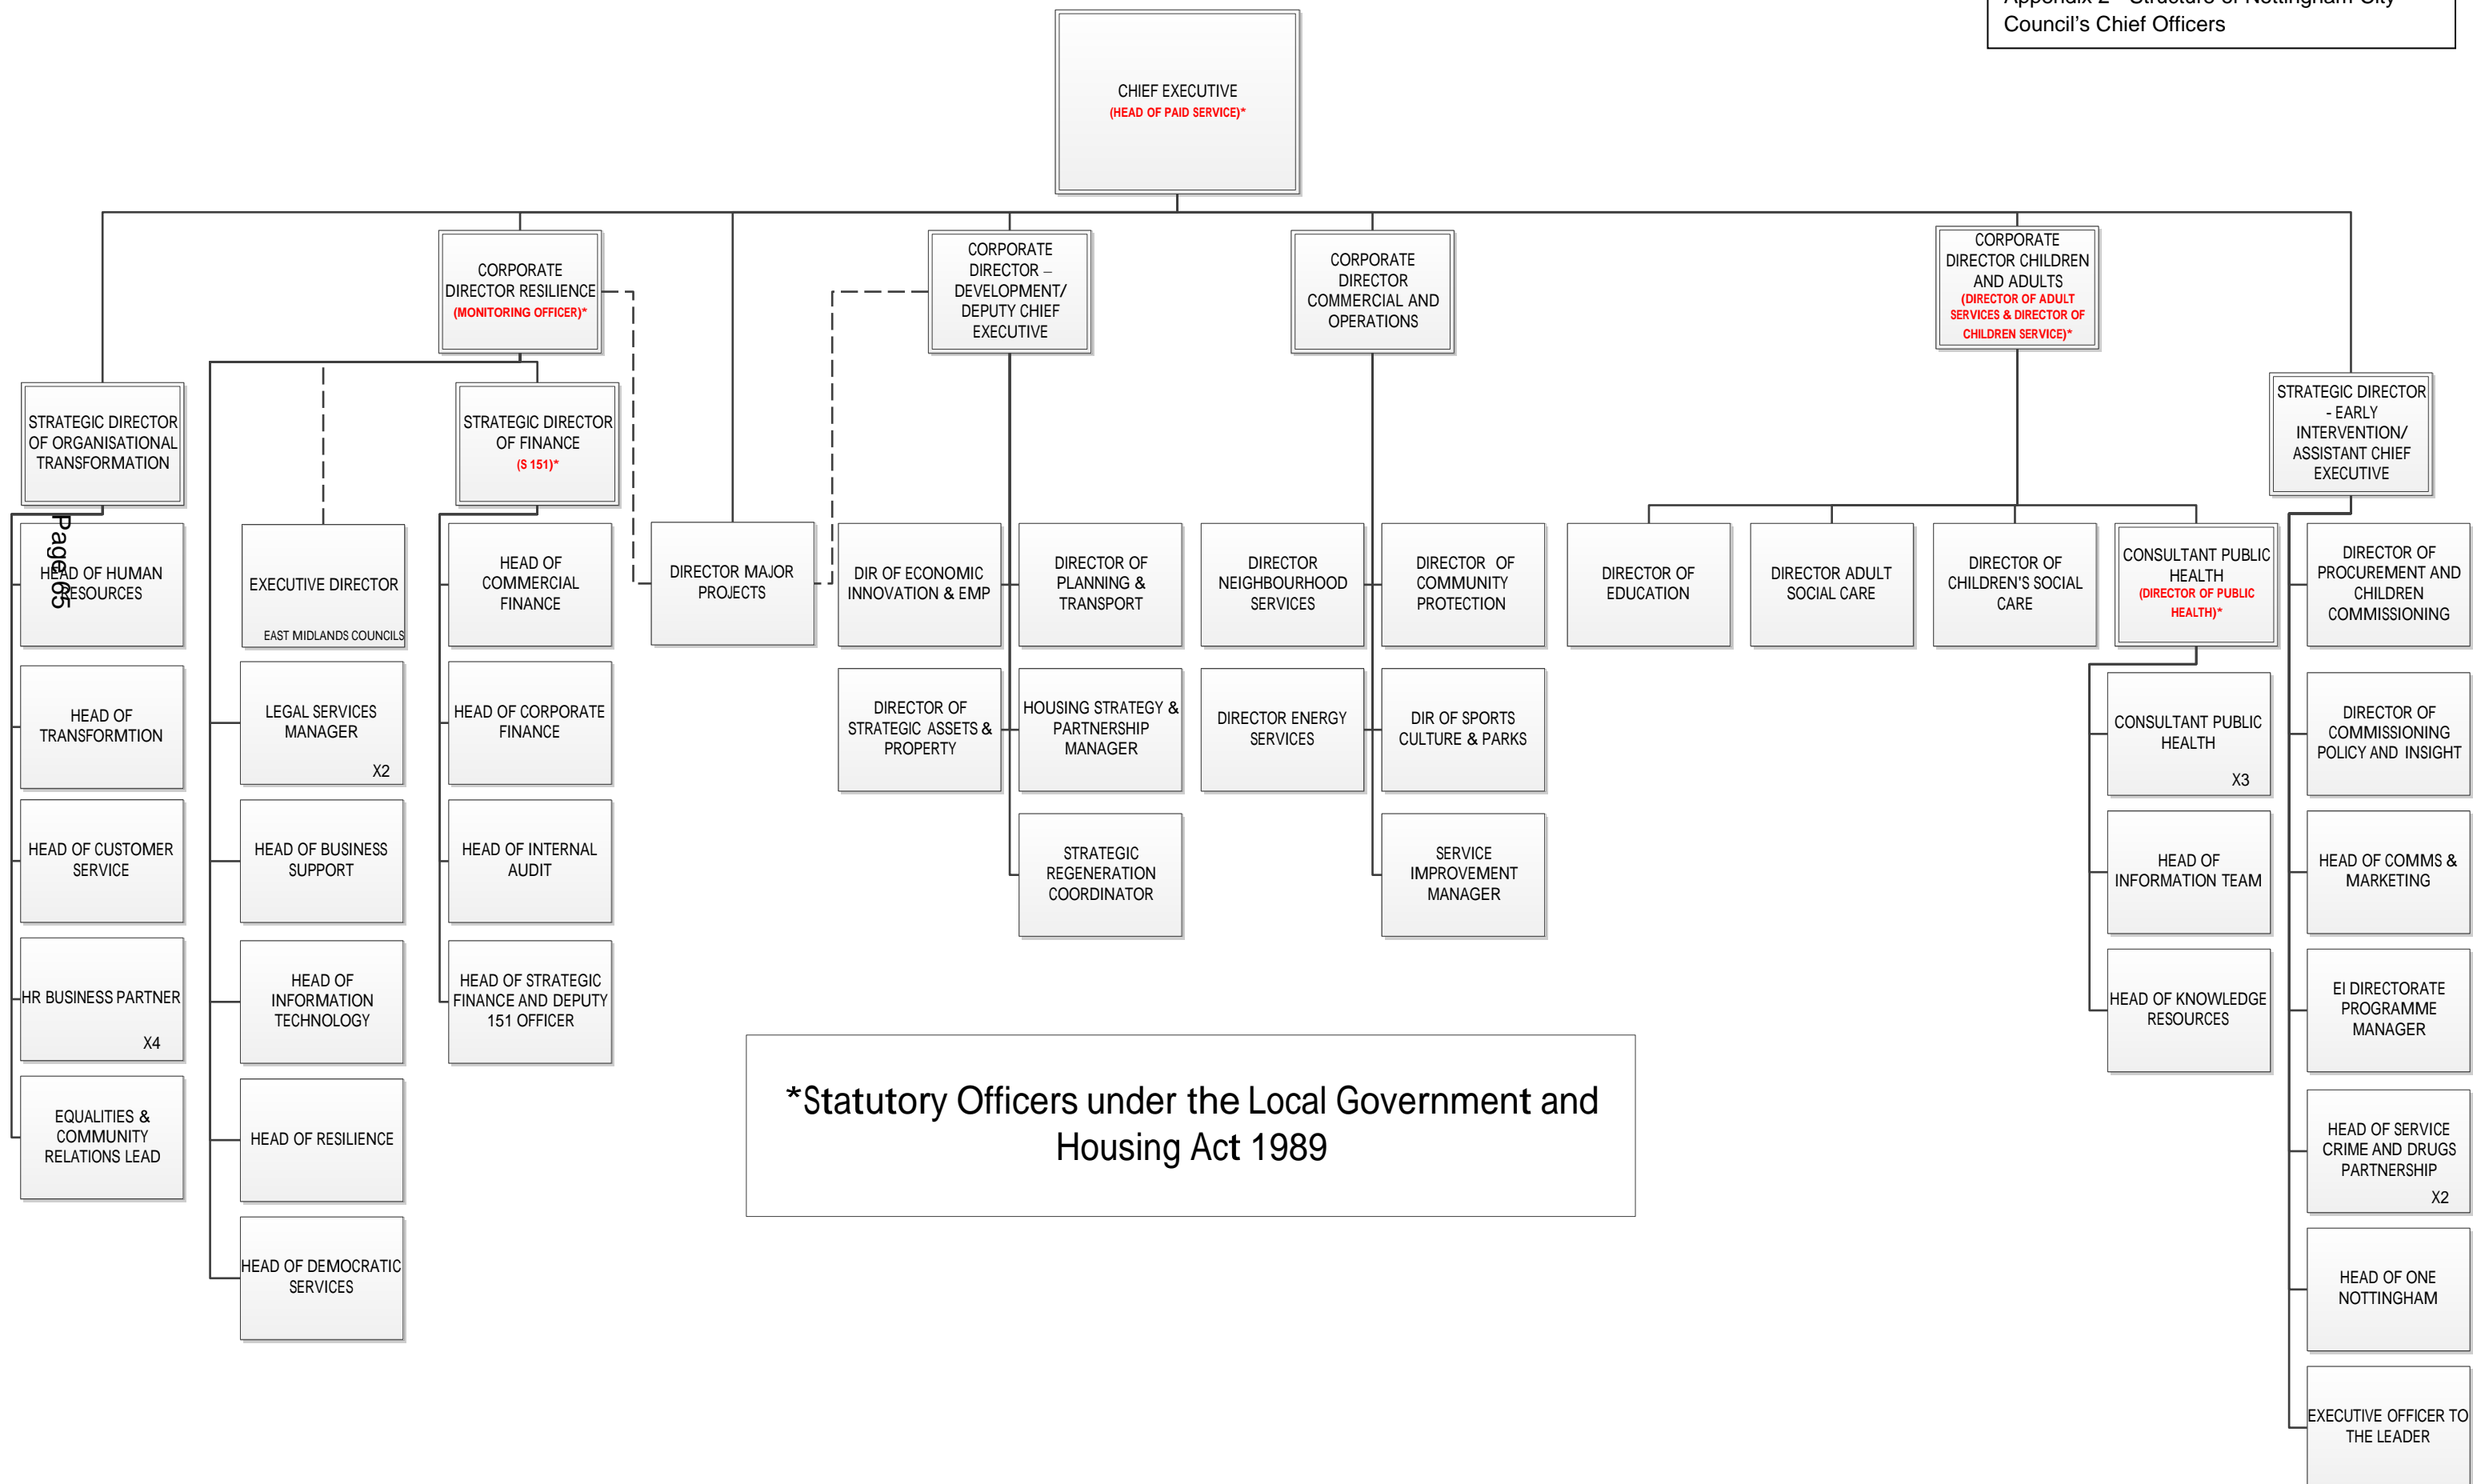 Appendix 2 - Structure of Nottingham City
Council's Chief Officers
CHIEF EXECUTIVE
(HEAD OF PAID SERVICE)*
CORPORATE
DIRECTOR RESILIENCE
(MONITORING OFFICER)*
CORPORATE
DIRECTOR –
DEVELOPMENT/
DEPUTY CHIEF
EXECUTIVE
CORPORATE
DIRECTOR
COMMERCIAL AND
OPERATIONS
CORPORATE
DIRECTOR CHILDREN
AND ADULTS
(DIRECTOR OF ADULT
SERVICES & DIRECTOR OF
CHILDREN SERVICE)*
STRATEGIC DIRECTOR
OF ORGANISATIONAL
TRANSFORMATION
STRATEGIC DIRECTOR
OF FINANCE
(S 151)*
STRATEGIC DIRECTOR
- EARLY
INTERVENTION/
ASSISTANT CHIEF
EXECUTIVE
Page 65
HEAD OF HUMAN
RESOURCES
EXECUTIVE DIRECTOR
EAST MIDLANDS COUNCILS
HEAD OF
COMMERCIAL
FINANCE
DIRECTOR MAJOR
PROJECTS
DIR OF ECONOMIC
INNOVATION & EMP
DIRECTOR OF
PLANNING &
TRANSPORT
DIRECTOR
NEIGHBOURHOOD
SERVICES
DIRECTOR OF
COMMUNITY
PROTECTION
DIRECTOR OF
EDUCATION
DIRECTOR ADULT
SOCIAL CARE
DIRECTOR OF
CHILDREN'S SOCIAL
CARE
CONSULTANT PUBLIC
HEALTH
(DIRECTOR OF PUBLIC
HEALTH)*
DIRECTOR OF
PROCUREMENT AND
CHILDREN
COMMISSIONING
HEAD OF
TRANSFORMTION
LEGAL SERVICES
MANAGER
X2
HEAD OF CORPORATE
FINANCE
DIRECTOR OF
STRATEGIC ASSETS &
PROPERTY
HOUSING STRATEGY &
PARTNERSHIP
MANAGER
DIRECTOR ENERGY
SERVICES
DIR OF SPORTS
CULTURE & PARKS
CONSULTANT PUBLIC
HEALTH
X3
DIRECTOR OF
COMMISSIONING
POLICY AND INSIGHT
HEAD OF CUSTOMER
SERVICE
HEAD OF BUSINESS
SUPPORT
HEAD OF INTERNAL
AUDIT
STRATEGIC
REGENERATION
COORDINATOR
SERVICE
IMPROVEMENT
MANAGER
HEAD OF
INFORMATION TEAM
HEAD OF COMMS &
MARKETING
HR BUSINESS PARTNER
X4
HEAD OF
INFORMATION
TECHNOLOGY
HEAD OF STRATEGIC
FINANCE AND DEPUTY
151 OFFICER
HEAD OF KNOWLEDGE
RESOURCES
EI DIRECTORATE
PROGRAMME
MANAGER
EQUALITIES &
COMMUNITY
RELATIONS LEAD
HEAD OF RESILIENCE
*Statutory Officers under the Local Government and
Housing Act 1989
HEAD OF SERVICE
CRIME AND DRUGS
PARTNERSHIP
X2
HEAD OF DEMOCRATIC
SERVICES
HEAD OF ONE
NOTTINGHAM
EXECUTIVE OFFICER TO
THE LEADER